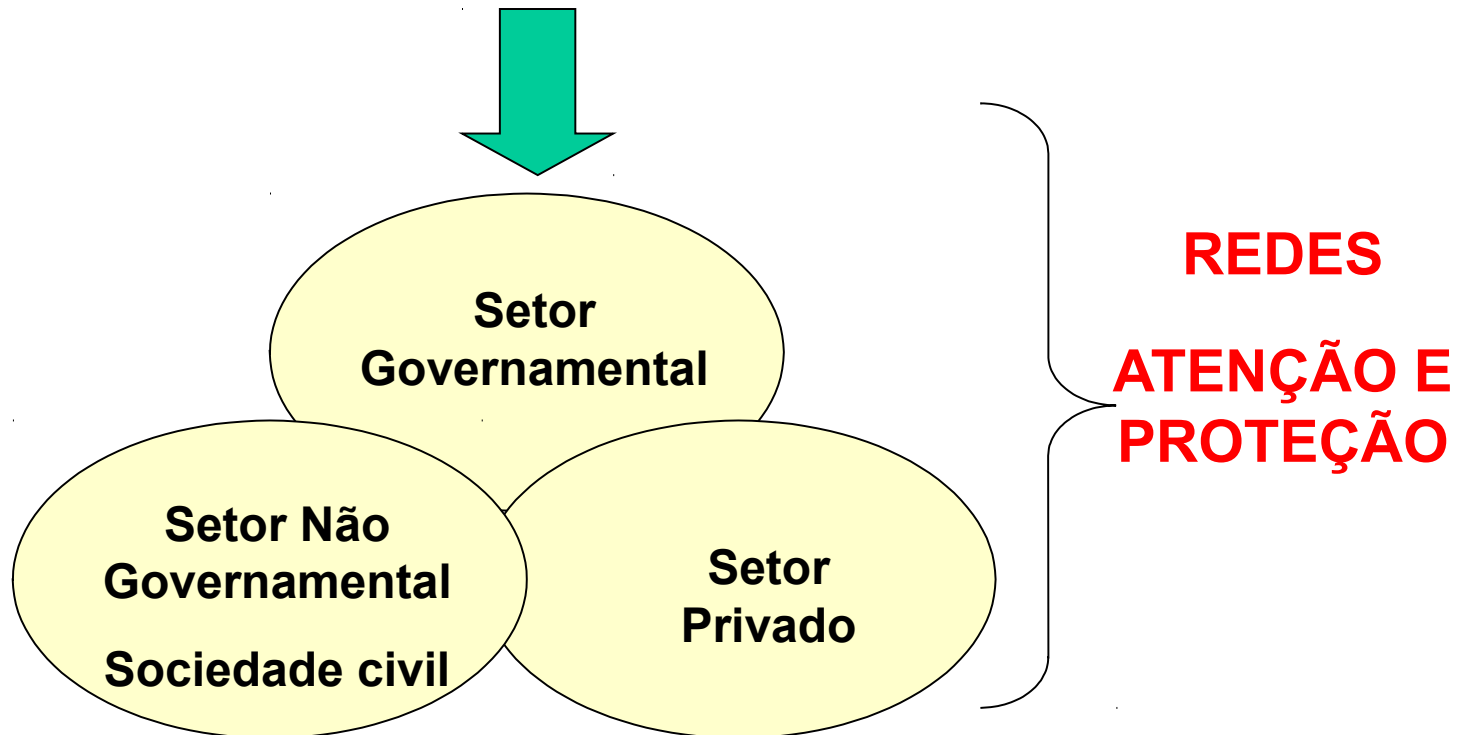 Setor
Governamental
Setor Não
Governamental
Sociedade civil
Setor
Privado
REDES
ATENÇÃO E
PROTEÇÃO